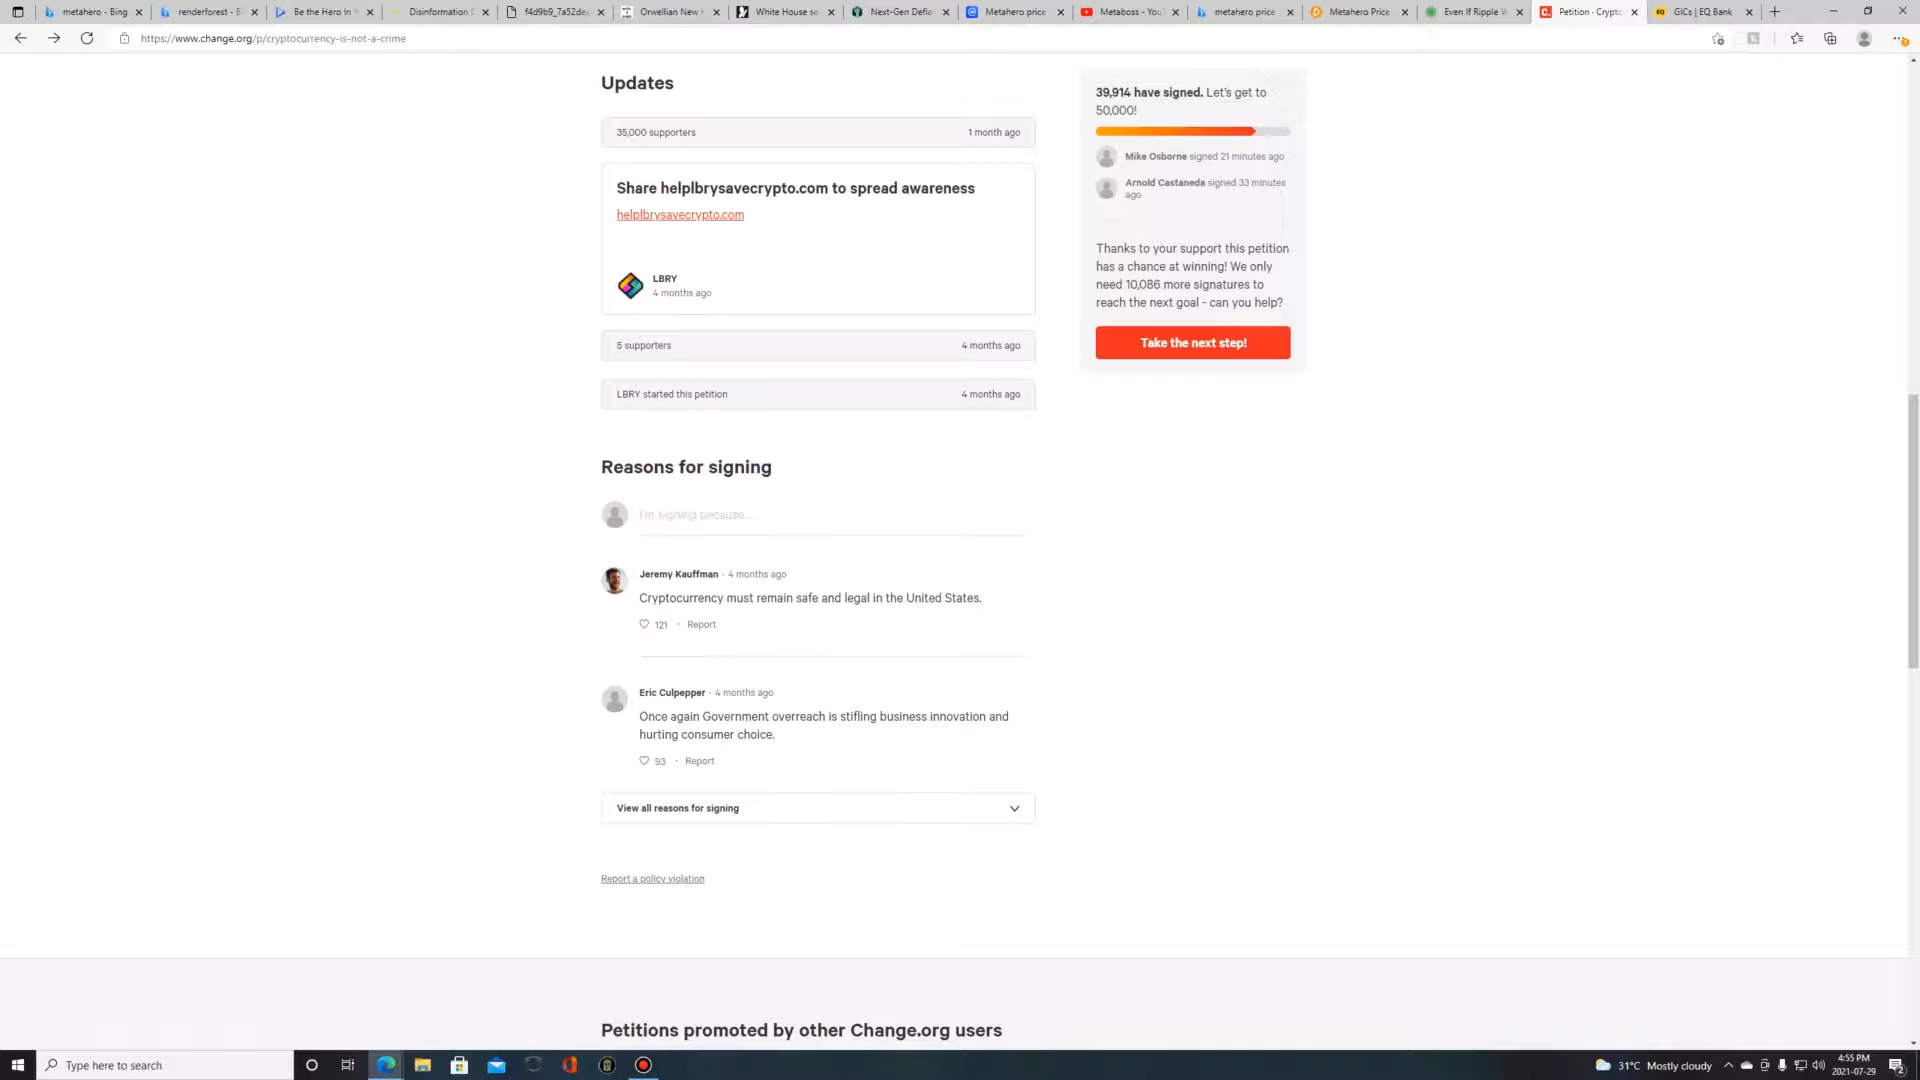 metahero - Bing
renderforest - B
Be the Hero In
Disinformation
f4d9b9_7a52de
Orwellian New
White House se
Next-Gen Defla
Metahero price
Metaboss - You
metahero price
Metahero Price
Even If Ripple W
Petition · Crypto
GICs | EQ Bank
https://www.change.org/p/cryptocurrency-is-not-a-crime
Updates
35,000 supporters 1 month ago
Share helplbrysavecrypto.com to spread awareness
helplbrysavecrypto.com
LBRY
4 months ago
5 supporters 4 months ago
LBRY started this petition 4 months ago
39,914 have signed. Let's get to
50,000!
Mike Osborne signed 21 minutes ago
Arnold Castaneda signed 33 minutes
ago
Thanks to your support this petition
has a chance at winning! We only
need 10,086 more signatures to
reach the next goal - can you help?
Take the next step!
Reasons for signing
I'm signing because...
Jeremy Kauffman · 4 months ago
Cryptocurrency must remain safe and legal in the United States.
121 · Report
Eric Culpepper · 4 months ago
Once again Government overreach is stifling business innovation and
hurting consumer choice.
93 · Report
View all reasons for signing
Report a policy violation
Petitions promoted by other Change.org users
Type here to search
31°C Mostly cloudy
4:55 PM
2021-07-29